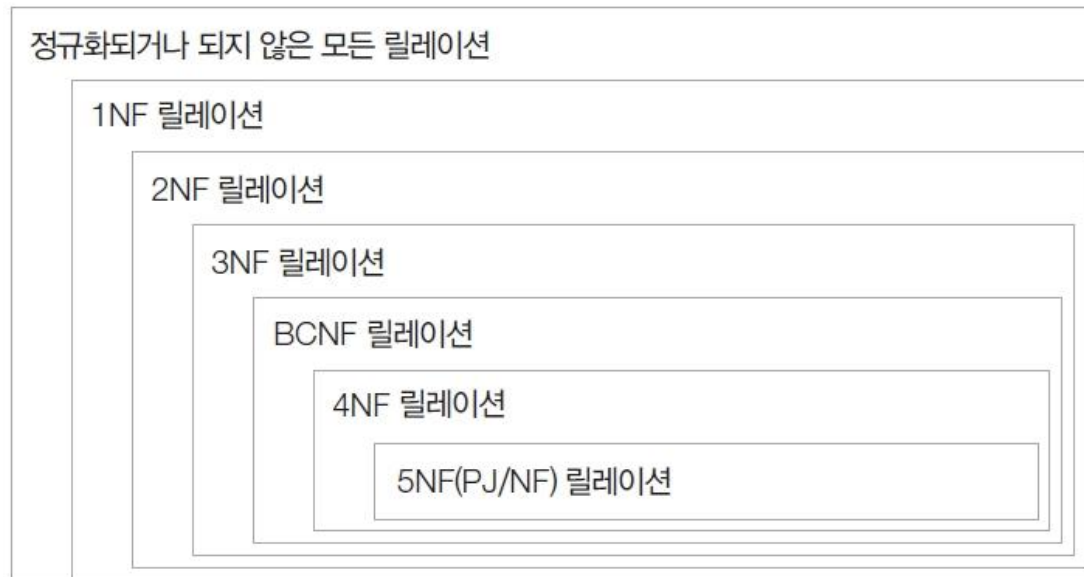 정규화되거나 되지 않은 모든 릴레이션
1NF 릴레이션
2NF 릴레이션
3NF 릴레이션
BCNF 릴레이션
4NF 릴레이션
5NF(PJ/NF) 릴레이션